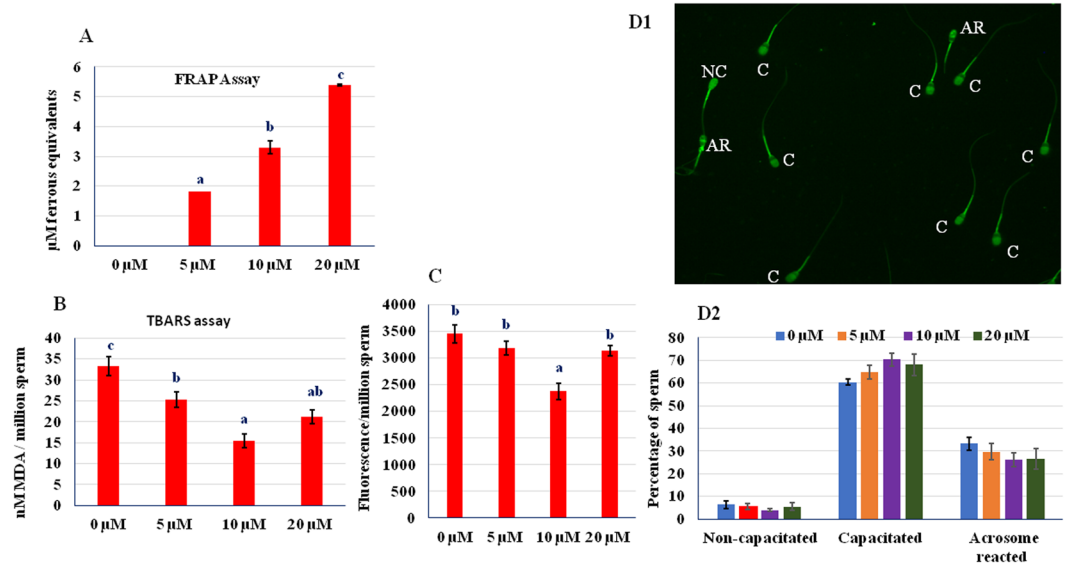 A
FRAP Assay
µM ferrous equivalents
6
5
4
3
2
1
0
a
b
c
0 µM
5 µM
10 µM
20 µM
B
TBARS assay
nM MDA / million sperm
40
35
30
25
20
15
10
5
0
c
b
a
ab
0 µM
5 µM
10 µM
20 µM
C
Fluorescence/million sperm
4000
3500
3000
2500
2000
1500
1000
500
0
b
b
a
b
0 µM
5 µM
10 µM
20 µM
D1
AR
C
NC
C
C
AR
C
C
C
C
C
D2
0 µM 5 µM 10 µM 20 µM
Percentage of sperm
80
70
60
50
40
30
20
10
0
Non-capacitated
Capacitated
Acrosome
reacted